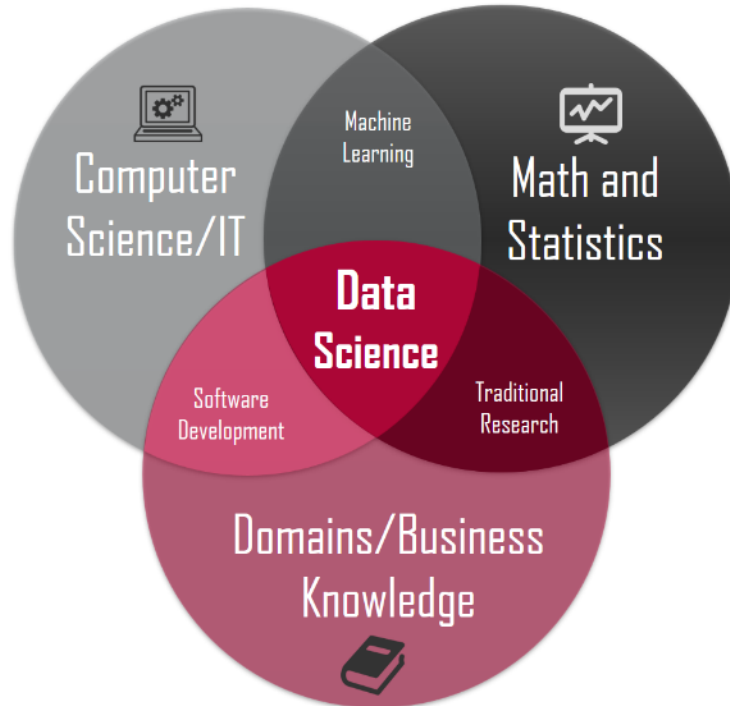 Machine
Learning
Computer
Science/IT
Math and
Statistics
Data
Science
Software
Development
Traditional
Research
Domains/Business
Knowledge